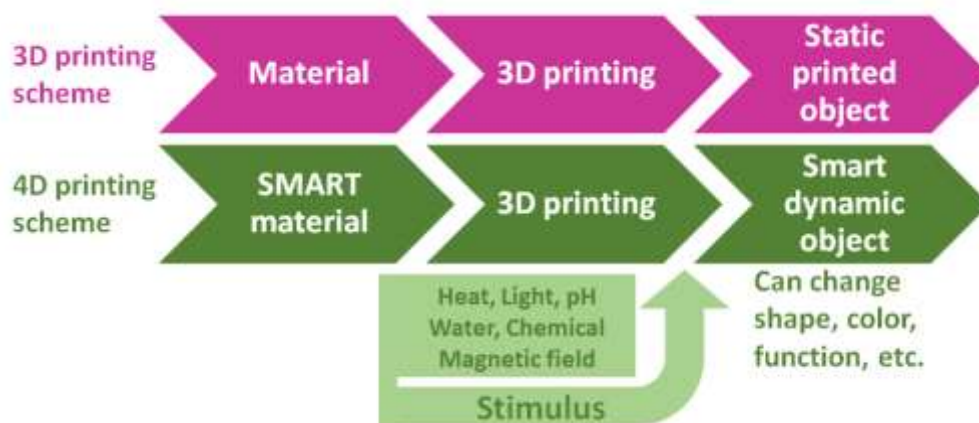 3D printing
scheme
Material
3D printing
Static
printed
object
4D printing
scheme
SMART
material
3D printing
Smart
dynamic
object
Heat, Light, pH
Water, Chemical
Magnetic field
Stimulus
Can change
shape, color,
function, etc.